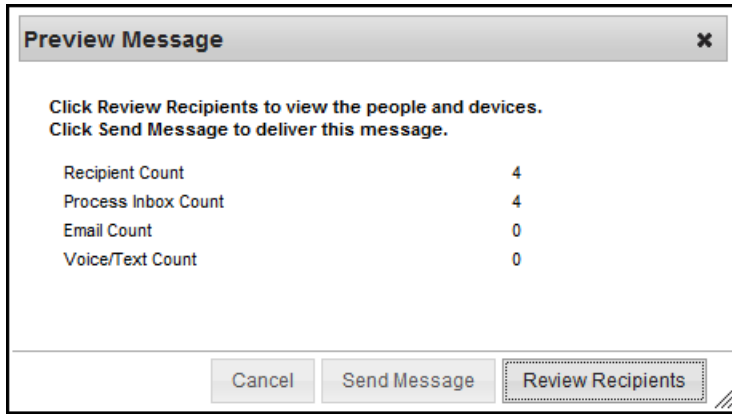 Preview Message
Click Review Recipients to view the people and devices.
Click Send Message to deliver this message.
Recipient Count 4
Process Inbox Count 4
Email Count 0
Voice/Text Count 0
Cancel Send Message Review Recipients